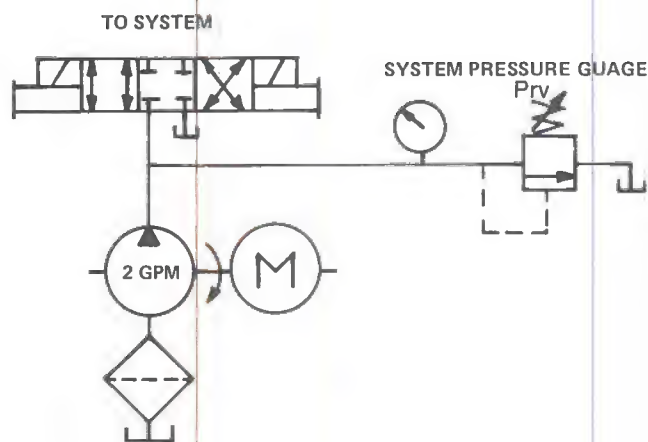 TO SYSTEM
SYSTEM PRESSURE GUAGE
Prv
2 GPM
M